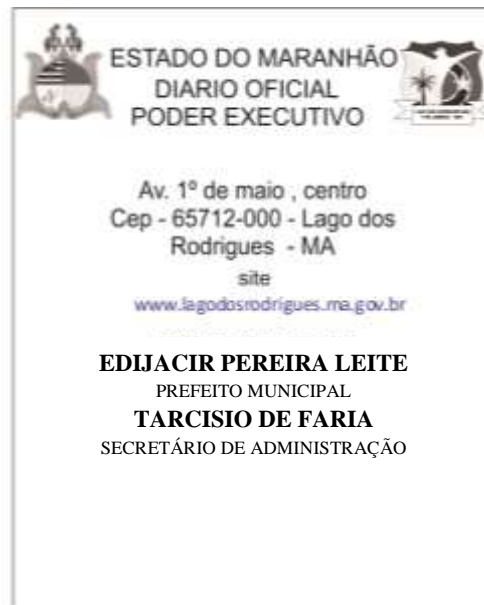 ESTADO DO MARANHÃO
DIARIO OFICIAL
PODER EXECUTIVO
Av. 1º de maio , centro
Cep - 65712-000 - Lago dos
Rodrigues - MA
site
www.lagodosrodrigues.ma.gov.br
EDIJACIR PEREIRA LEITE
PREFEITO MUNICIPAL
TARCISIO DE FARIA
SECRETÁRIO DE ADMINISTRAÇÃO